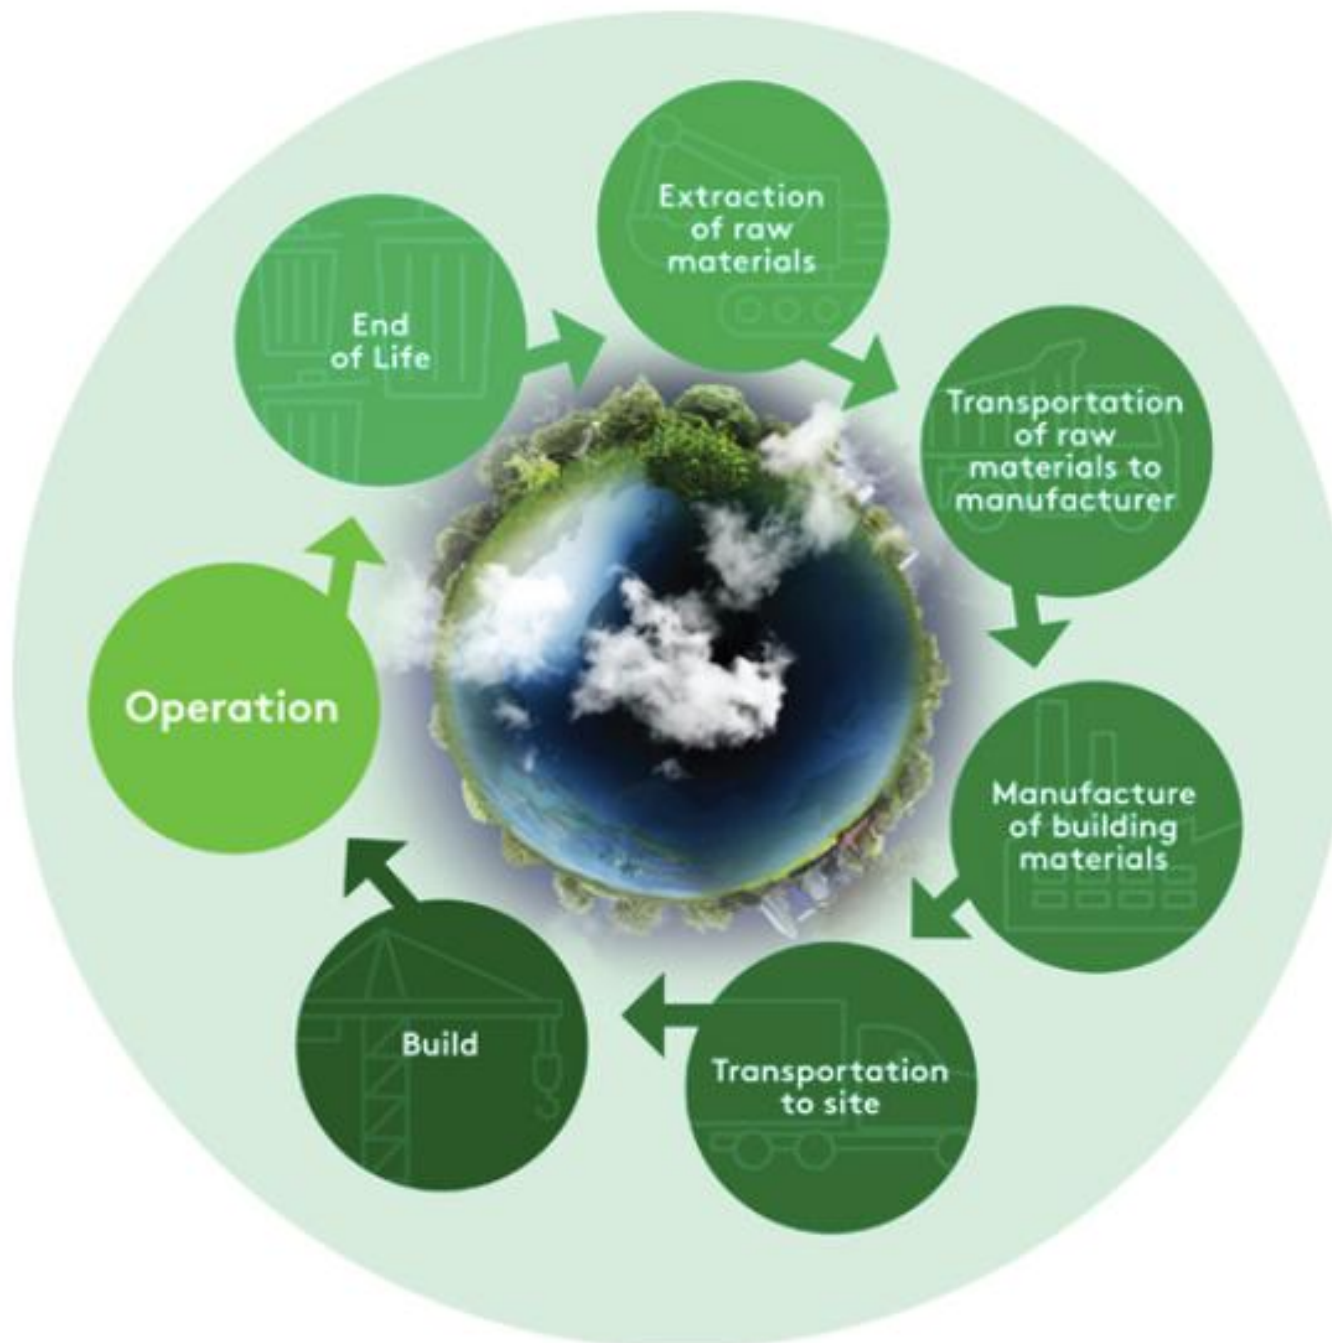 Extraction
of raw
materials
Transportation
of raw
materials to
manufacturer
Manufacture
of building
materials
Transportation
to site
Build
Operation
End
of Life